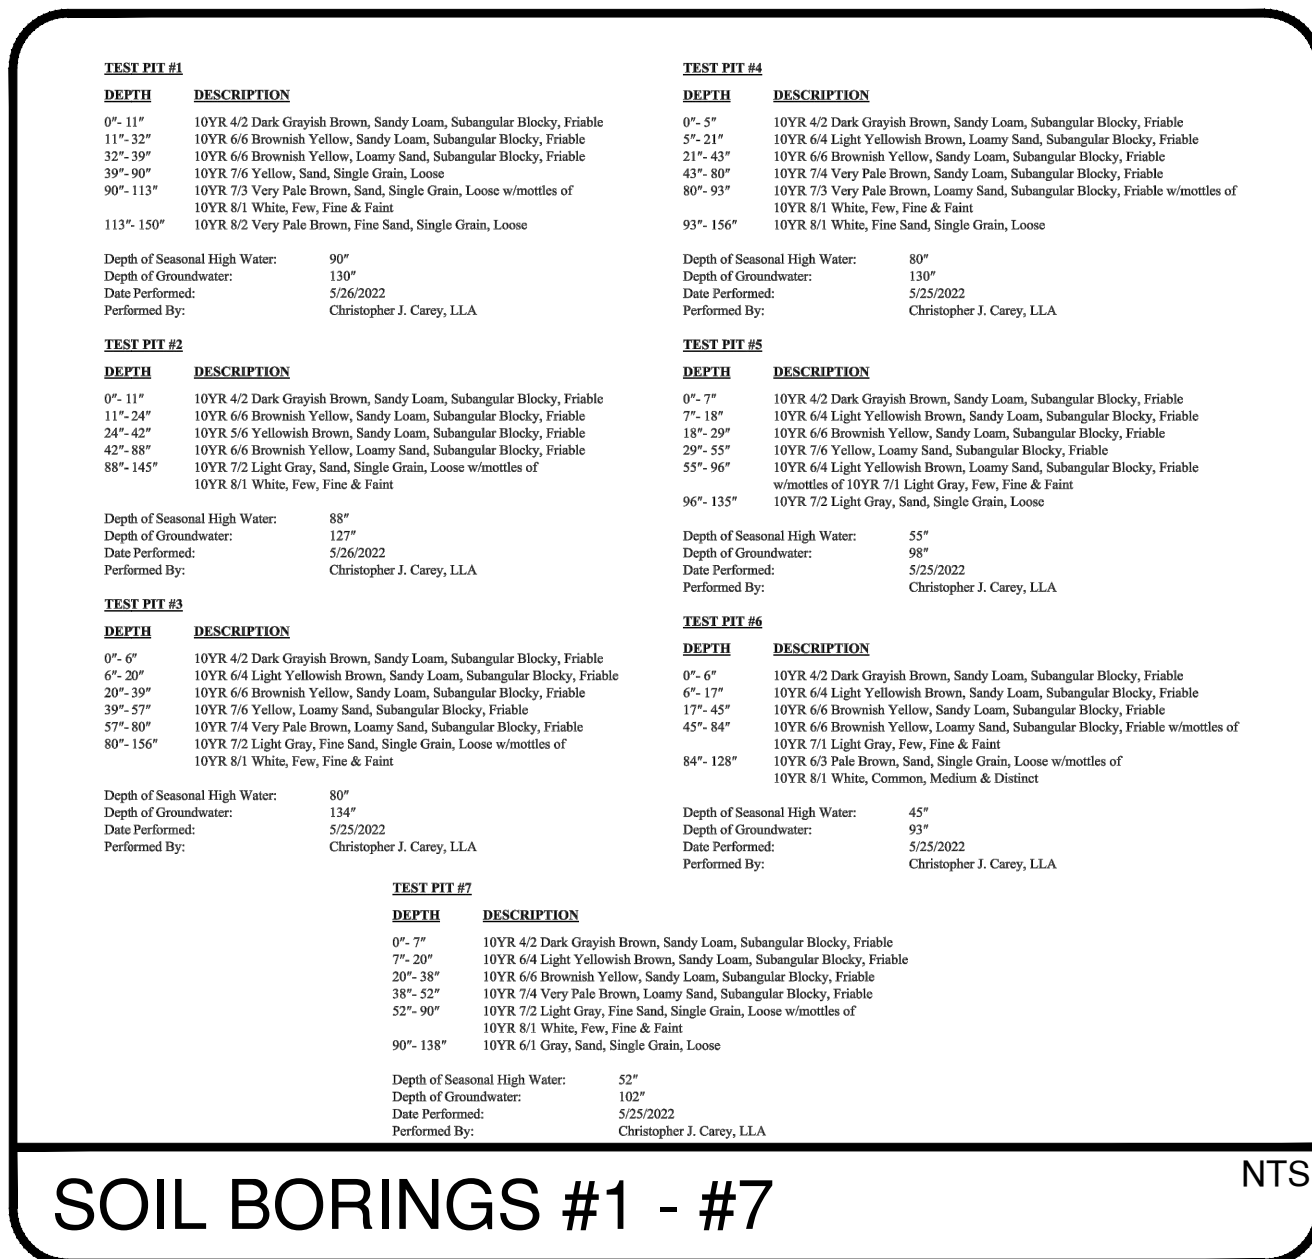 TEST PIT #1
DEPTH DESCRIPTION
0"- 11" 10YR 4/2 Dark Grayish Brown, Sandy Loam, Subangular Blocky, Friable
11"- 32" 10YR 6/6 Brownish Yellow, Sandy Loam, Subangular Blocky, Friable
32"- 39" 10YR 6/6 Brownish Yellow, Loamy Sand, Subangular Blocky, Friable
39"- 90" 10YR 7/6 Yellow, Sand, Single Grain, Loose
90"- 113" 10YR 7/3 Very Pale Brown, Sand, Single Grain, Loose w/mottles of
10YR 8/1 White, Few, Fine & Faint
113"- 150" 10YR 8/2 Very Pale Brown, Fine Sand, Single Grain, Loose
Depth of Seasonal High Water: 90"
Depth of Groundwater: 130"
Date Performed: 5/26/2022
Performed By: Christopher J. Carey, LLA
TEST PIT #2
DEPTH DESCRIPTION
0"- 11" 10YR 4/2 Dark Grayish Brown, Sandy Loam, Subangular Blocky, Friable
11"- 24" 10YR 6/6 Brownish Yellow, Sandy Loam, Subangular Blocky, Friable
24"- 42" 10YR 5/6 Yellowish Brown, Sandy Loam, Subangular Blocky, Friable
42"- 88" 10YR 6/6 Brownish Yellow, Loamy Sand, Subangular Blocky, Friable
88"- 145" 10YR 7/2 Light Gray, Sand, Single Grain, Loose w/mottles of
10YR 8/1 White, Few, Fine & Faint
Depth of Seasonal High Water: 88"
Depth of Groundwater: 127"
Date Performed: 5/26/2022
Performed By: Christopher J. Carey, LLA
TEST PIT #3
DEPTH DESCRIPTION
0"- 6" 10YR 4/2 Dark Grayish Brown, Sandy Loam, Subangular Blocky, Friable
6"- 20" 10YR 6/4 Light Yellowish Brown, Sandy Loam, Subangular Blocky, Friable
20"- 39" 10YR 6/6 Brownish Yellow, Sandy Loam, Subangular Blocky, Friable
39"- 57" 10YR 7/6 Yellow, Loamy Sand, Subangular Blocky, Friable
57"- 80" 10YR 7/4 Very Pale Brown, Loamy Sand, Subangular Blocky, Friable
80"- 156" 10YR 7/2 Light Gray, Fine Sand, Single Grain, Loose w/mottles of
10YR 8/1 White, Few, Fine & Faint
Depth of Seasonal High Water: 80"
Depth of Groundwater: 134"
Date Performed: 5/25/2022
Performed By: Christopher J. Carey, LLA
TEST PIT #4
DEPTH DESCRIPTION
0"- 5" 10YR 4/2 Dark Grayish Brown, Sandy Loam, Subangular Blocky, Friable
5"- 21" 10YR 6/4 Light Yellowish Brown, Loamy Sand, Subangular Blocky, Friable
21"- 43" 10YR 6/6 Brownish Yellow, Sandy Loam, Subangular Blocky, Friable
43"- 80" 10YR 7/4 Very Pale Brown, Sandy Loam, Subangular Blocky, Friable
80"- 93" 10YR 7/3 Very Pale Brown, Loamy Sand, Subangular Blocky, Friable w/mottles of
10YR 8/1 White, Few, Fine & Faint
93"- 156" 10YR 8/1 White, Fine Sand, Single Grain, Loose
Depth of Seasonal High Water: 80"
Depth of Groundwater: 130"
Date Performed: 5/25/2022
Performed By: Christopher J. Carey, LLA
TEST PIT #5
DEPTH DESCRIPTION
0"- 7" 10YR 4/2 Dark Grayish Brown, Sandy Loam, Subangular Blocky, Friable
7"- 18" 10YR 6/4 Light Yellowish Brown, Sandy Loam, Subangular Blocky, Friable
18"- 29" 10YR 6/6 Brownish Yellow, Sandy Loam, Subangular Blocky, Friable
29"- 55" 10YR 7/6 Yellow, Loamy Sand, Subangular Blocky, Friable
55"- 96" 10YR 6/4 Light Yellowish Brown, Loamy Sand, Subangular Blocky, Friable
w/mottles of 10YR 7/1 Light Gray, Few, Fine & Faint
96"- 135" 10YR 7/2 Light Gray, Sand, Single Grain, Loose
Depth of Seasonal High Water: 55"
Depth of Groundwater: 98"
Date Performed: 5/25/2022
Performed By: Christopher J. Carey, LLA
TEST PIT #6
DEPTH DESCRIPTION
0"- 6" 10YR 4/2 Dark Grayish Brown, Sandy Loam, Subangular Blocky, Friable
6"- 17" 10YR 6/4 Light Yellowish Brown, Sandy Loam, Subangular Blocky, Friable
17"- 45" 10YR 6/6 Brownish Yellow, Sandy Loam, Subangular Blocky, Friable
45"- 84" 10YR 6/6 Brownish Yellow, Loamy Sand, Subangular Blocky, Friable w/mottles of
10YR 7/1 Light Gray, Few, Fine & Faint
84"- 128" 10YR 6/3 Pale Brown, Sand, Single Grain, Loose w/mottles of
10YR 8/1 White, Common, Medium & Distinct
Depth of Seasonal High Water: 45"
Depth of Groundwater: 93"
Date Performed: 5/25/2022
Performed By: Christopher J. Carey, LLA
TEST PIT #7
DEPTH DESCRIPTION
0"- 7" 10YR 4/2 Dark Grayish Brown, Sandy Loam, Subangular Blocky, Friable
7"- 20" 10YR 6/4 Light Yellowish Brown, Sandy Loam, Subangular Blocky, Friable
20"- 38" 10YR 6/6 Brownish Yellow, Sandy Loam, Subangular Blocky, Friable
38"- 52" 10YR 7/4 Very Pale Brown, Loamy Sand, Subangular Blocky, Friable
52"- 90" 10YR 7/2 Light Gray, Fine Sand, Single Grain, Loose w/mottles of
10YR 8/1 White, Few, Fine & Faint
90"- 138" 10YR 6/1 Gray, Sand, Single Grain, Loose
Depth of Seasonal High Water: 52"
Depth of Groundwater: 102"
Date Performed: 5/25/2022
Performed By: Christopher J. Carey, LLA
SOIL BORINGS #1 - #7
NTS